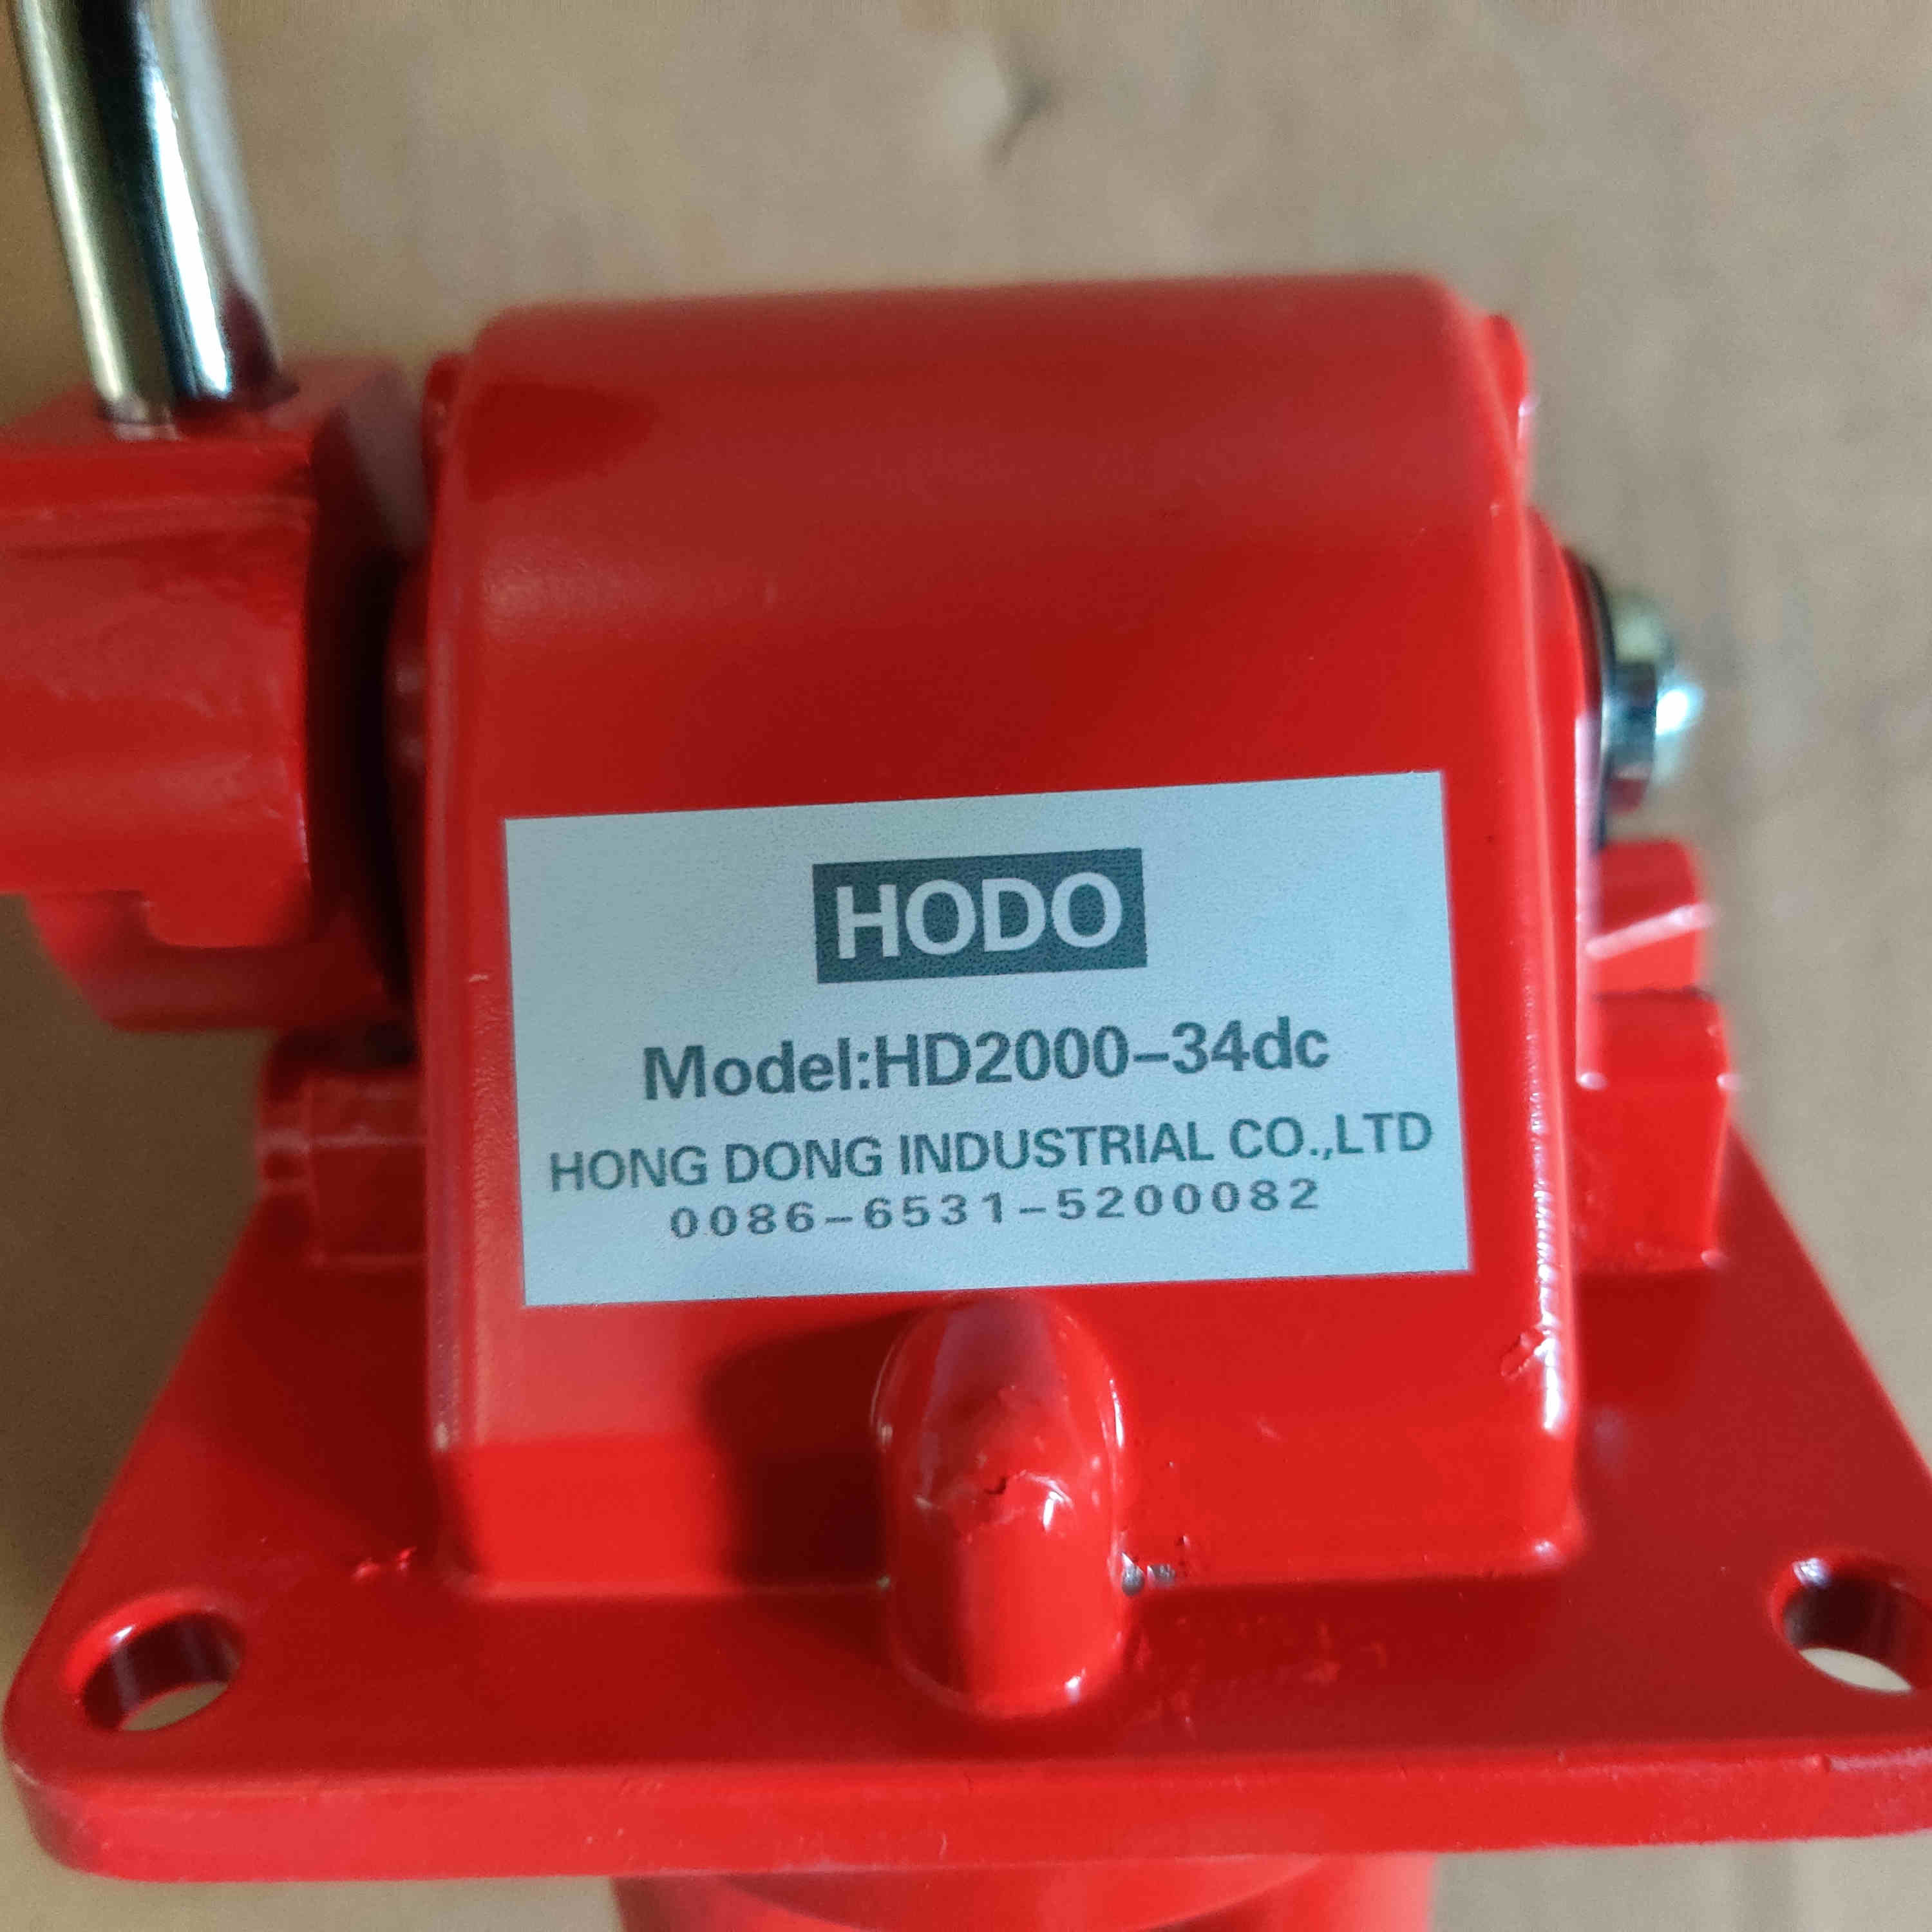 HODO
Model:HD2000-34dc
HONG DONG INDUSTRIAL CO.,LTD
0086-6531-5200082